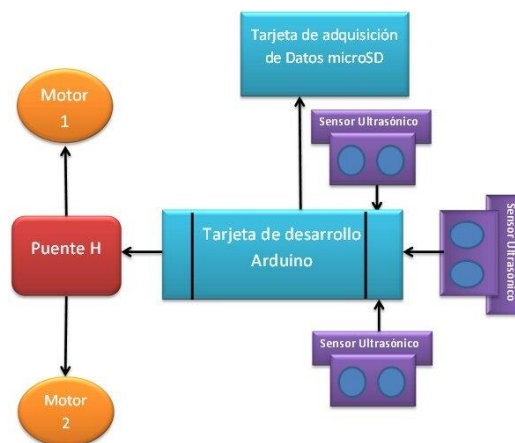 Tarjeta de adquisición
de Datos microSD
Motor
1
Sensor Ultrasónico
Puente H
Tarjeta de desarrollo
Arduino
Sensor Ultrasonico
Sensor Ultrasónico
Motor
2